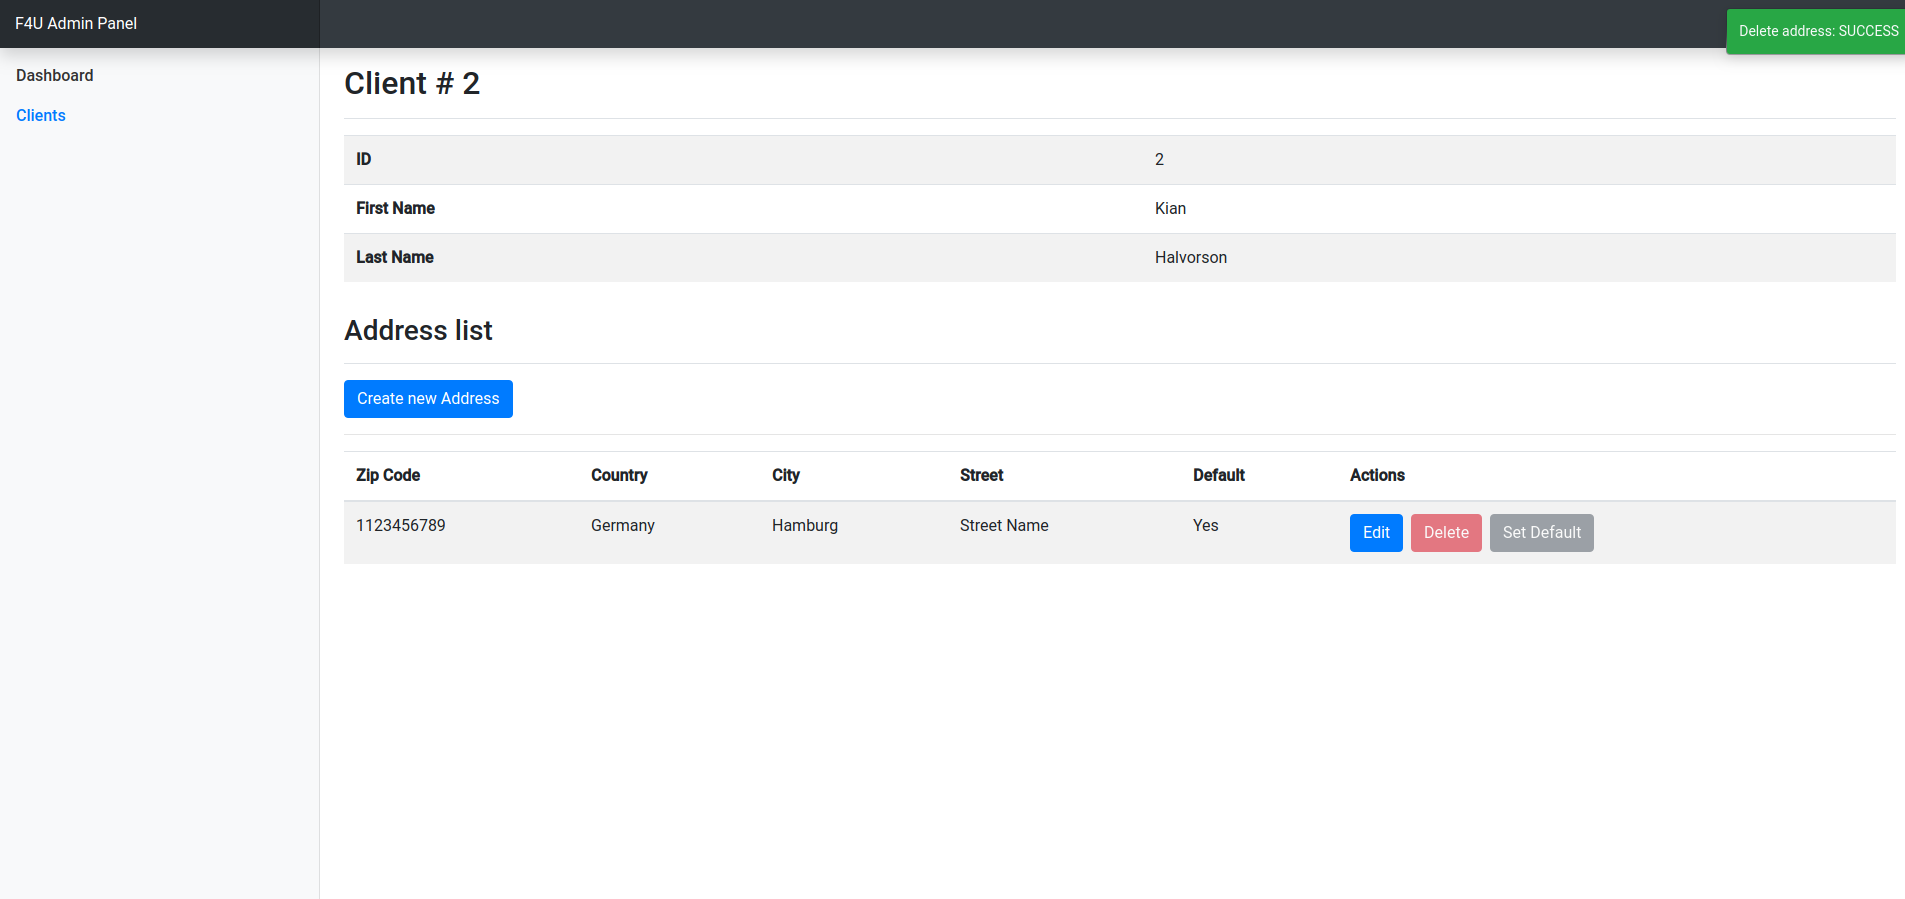 F4U Admin Panel
Delete address: SUCCESS
Dashboard
Clients
Client # 2
ID 2
First Name Kian
Last Name Halvorson
Address list
Create new Address
Zip Code Country City Street Default Actions
1123456789 Germany Hamburg Street Name Yes Edit Delete Set Default